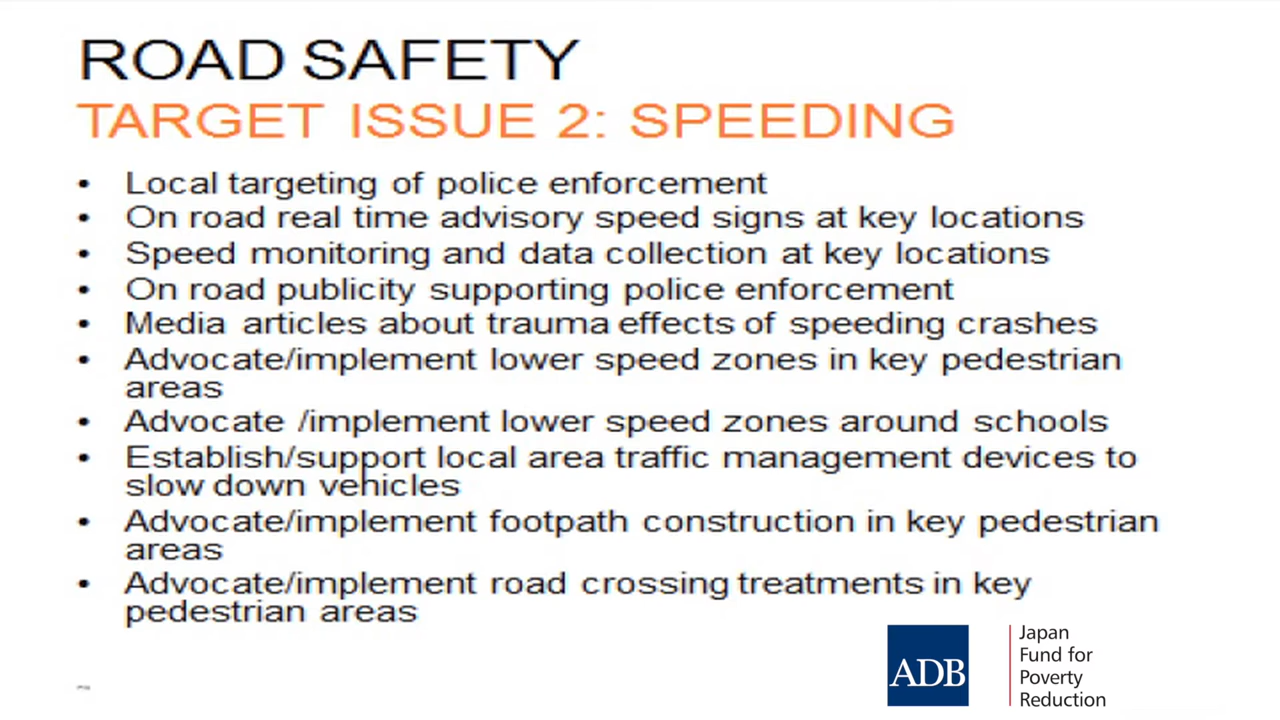 ROAD SAFETY
TARGET ISSUE 2: SPEEDING
• Local targeting of police enforcement
• On road real time advisory speed signs at key locations
• Speed monitoring and data collection at key locations
• On road publicity supporting police enforcement
• Media articles about trauma effects of speeding crashes
• Advocate/implement lower speed zones in key pedestrian
areas
• Advocate /implement lower speed zones around schools
• Establish/support local area traffic management devices to
slow down vehicles
• Advocate/implement footpath construction in key pedestrian
areas
• Advocate/implement road crossing treatments in key
pedestrian areas
ADB
Japan
Fund for
Poverty
Reduction